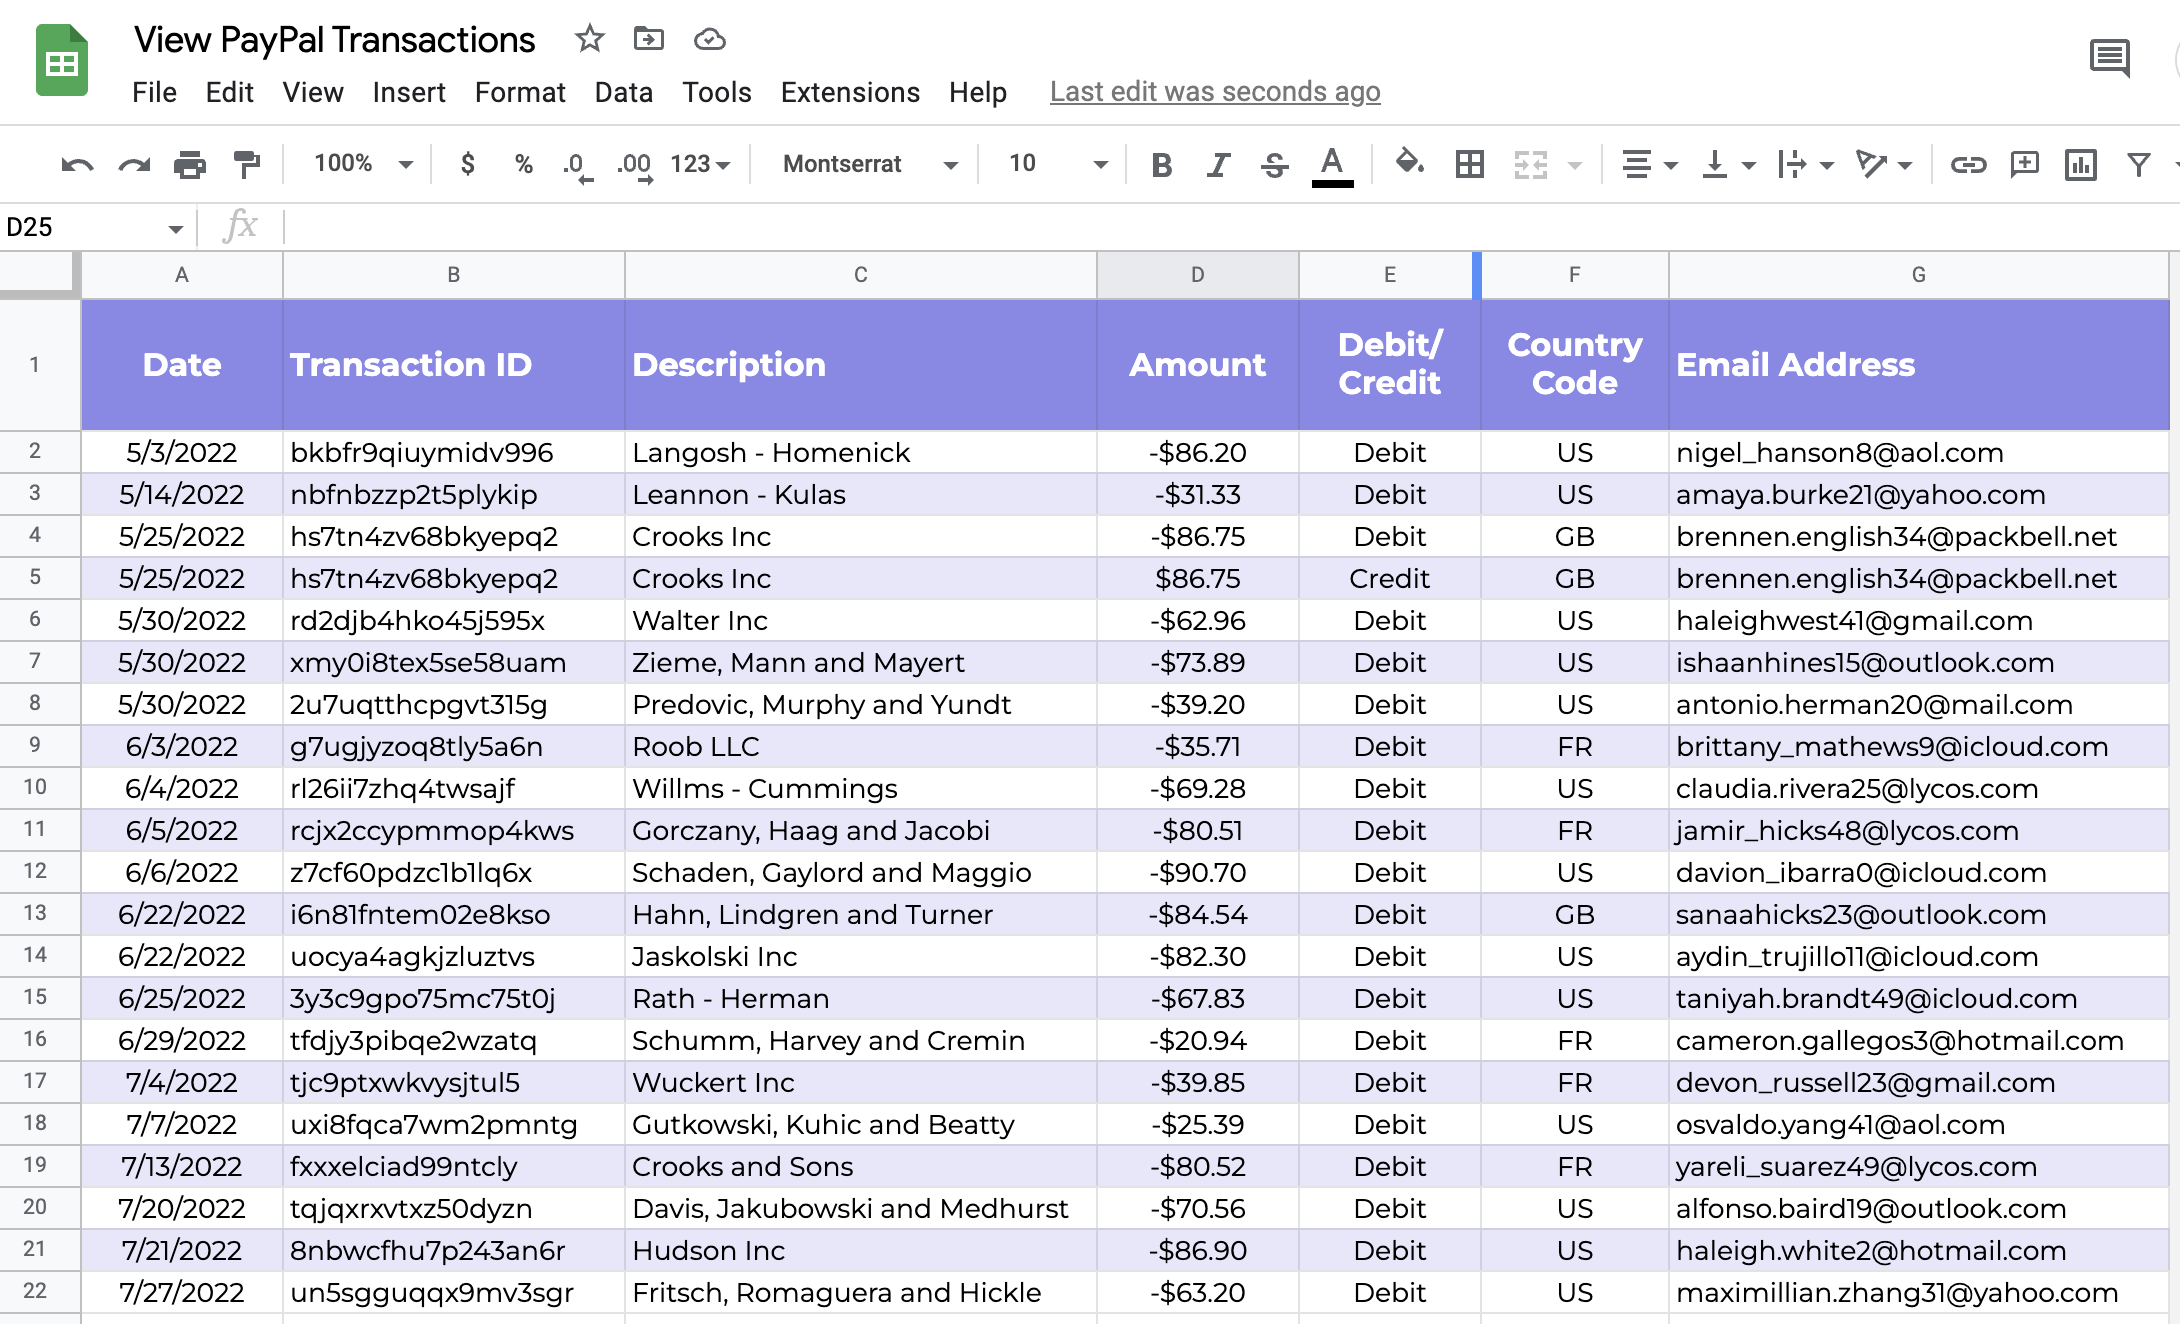 View PayPal Transactions
File Edit View Insert Format Data Tools Extensions Help Last edit was seconds ago
100% $ % .0 .00 123 Montserrat 10 B I S A
D25 fx
A B C D E F G
1 Date Transaction ID Description Amount Debit/ Credit Country Code Email Address
2 5/3/2022 bkbfr9qiuymidv996 Langosh - Homenick -$86.20 Debit US nigel_hanson8@aol.com
3 5/14/2022 nbfnbzzp2t5plykip Leannon - Kulas -$31.33 Debit US amaya.burke21@yahoo.com
4 5/25/2022 hs7tn4zv68bkyepq2 Crooks Inc -$86.75 Debit GB brennen.english34@packbell.net
5 5/25/2022 hs7tn4zv68bkyepq2 Crooks Inc $86.75 Credit GB brennen.english34@packbell.net
6 5/30/2022 rd2djb4hko45j595x Walter Inc -$62.96 Debit US haleighwest41@gmail.com
7 5/30/2022 xmy0i8tex5se58uam Zieme, Mann and Mayert -$73.89 Debit US ishaanhines15@outlook.com
8 5/30/2022 2u7uqtthcpgvt315g Predovic, Murphy and Yundt -$39.20 Debit US antonio.herman20@mail.com
9 6/3/2022 g7ugjyzoq8tly5a6n Roob LLC -$35.71 Debit FR brittany_mathews9@icloud.com
10 6/4/2022 rl26ii7zhq4twsajf Willms - Cummings -$69.28 Debit US claudia.rivera25@lycos.com
11 6/5/2022 rcjx2ccypmmop4kws Gorczany, Haag and Jacobi -$80.51 Debit FR jamir_hicks48@lycos.com
12 6/6/2022 z7cf60pdzc1b1lq6x Schaden, Gaylord and Maggio -$90.70 Debit US davion_ibarra0@icloud.com
13 6/22/2022 i6n81fntem02e8kso Hahn, Lindgren and Turner -$84.54 Debit GB sanaahicks23@outlook.com
14 6/22/2022 uocya4agkjzluztvs Jaskolski Inc -$82.30 Debit US aydin_trujillo11@icloud.com
15 6/25/2022 3y3c9gpo75mc75t0j Rath - Herman -$67.83 Debit US taniyah.brandt49@icloud.com
16 6/29/2022 tfdjy3pibqe2wzatq Schumm, Harvey and Cremin -$20.94 Debit FR cameron.gallegos3@hotmail.com
17 7/4/2022 tjc9ptxwkvysjtul5 Wuckert Inc -$39.85 Debit FR devon_russell23@gmail.com
18 7/7/2022 uxi8fqca7wm2pmntg Gutkowski, Kuhic and Beatty -$25.39 Debit US osvaldo.yang41@aol.com
19 7/13/2022 fxxxelciad99ntcly Crooks and Sons -$80.52 Debit FR yareli_suarez49@lycos.com
20 7/20/2022 tqjqxrxvtxz50dyzn Davis, Jakubowski and Medhurst -$70.56 Debit US alfonso.baird19@outlook.com
21 7/21/2022 8nbwcfhu7p243an6r Hudson Inc -$86.90 Debit US haleigh.white2@hotmail.com
22 7/27/2022 un5sgguqqx9mv3sgr Fritsch, Romaguera and Hickle -$63.20 Debit US maximillian.zhang31@yahoo.com